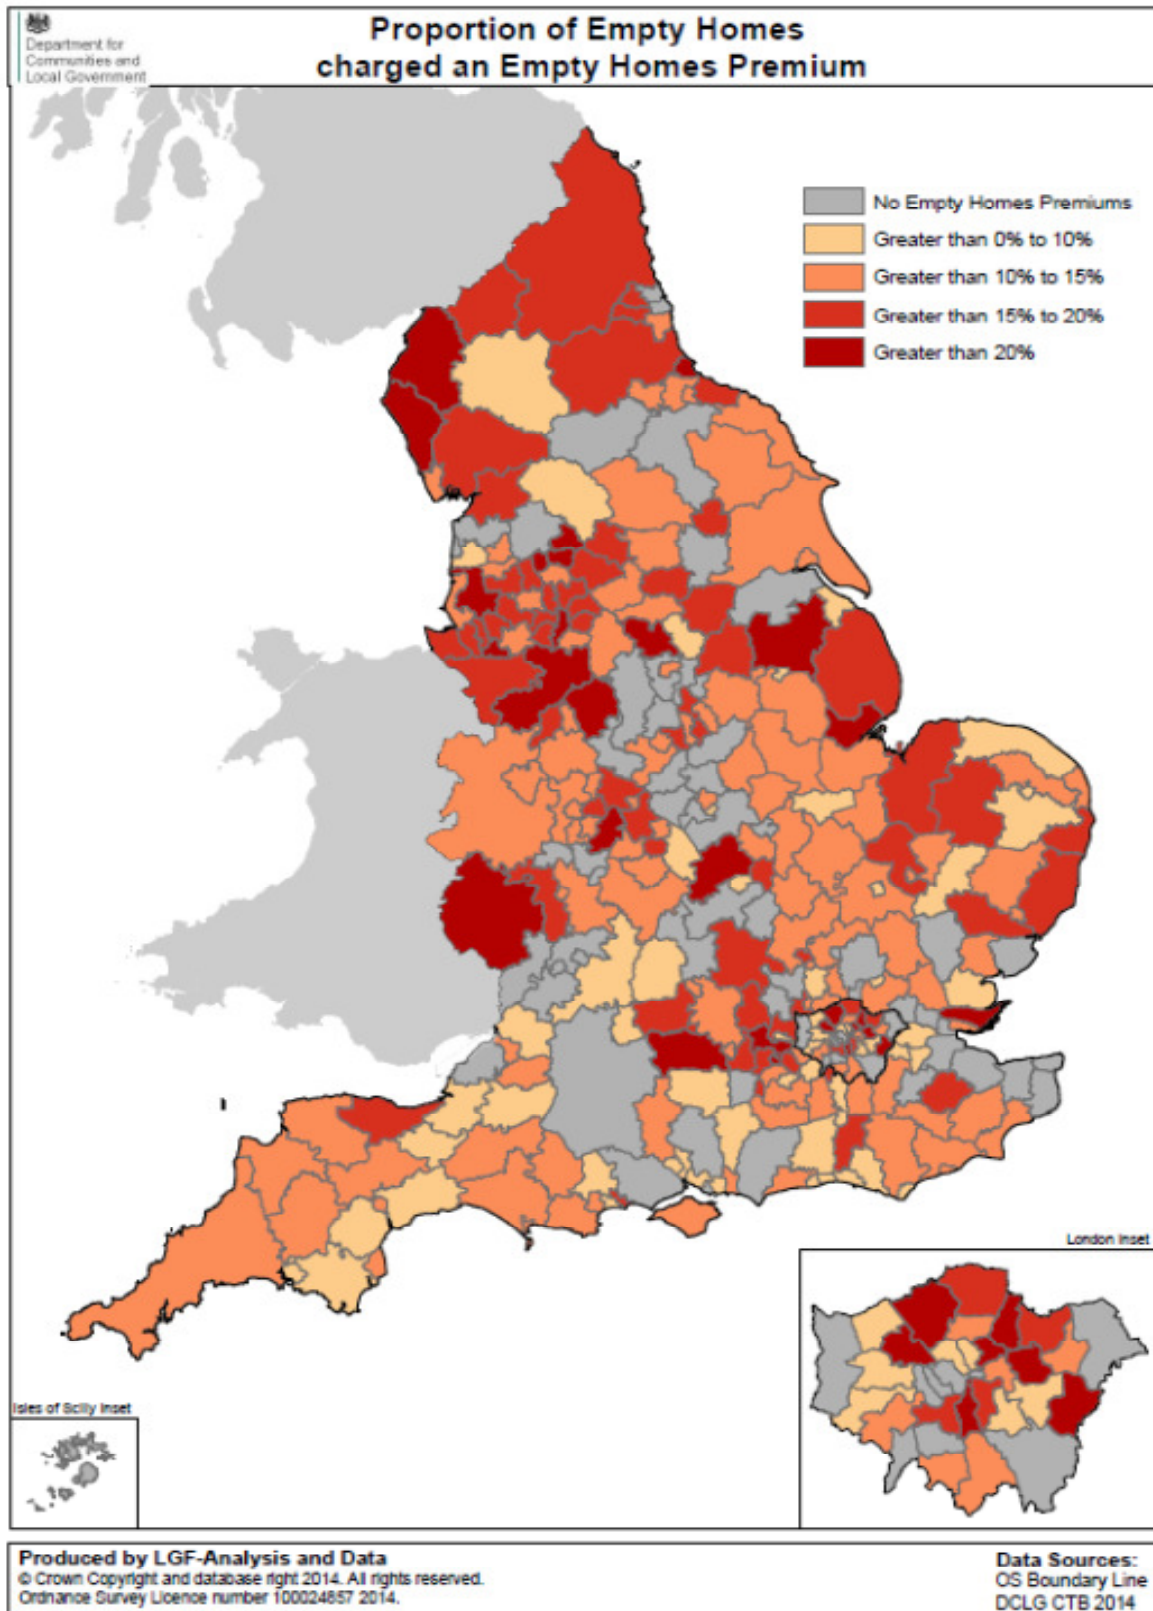 Department for
Communities and
Local Government
Proportion of Empty Homes
charged an Empty Homes Premium
No Empty Homes Premiums
Greater than 0% to 10%
Greater than 10% to 15%
Greater than 15% to 20%
Greater than 20%
London Inset
Isles of Scilly Inset
Produced by LGF-Analysis and Data
© Crown Copyright and database right 2014. All rights reserved.
Ordnance Survey Licence number 100024857 2014.
Data Sources:
OS Boundary Line
DCLG CTB 2014